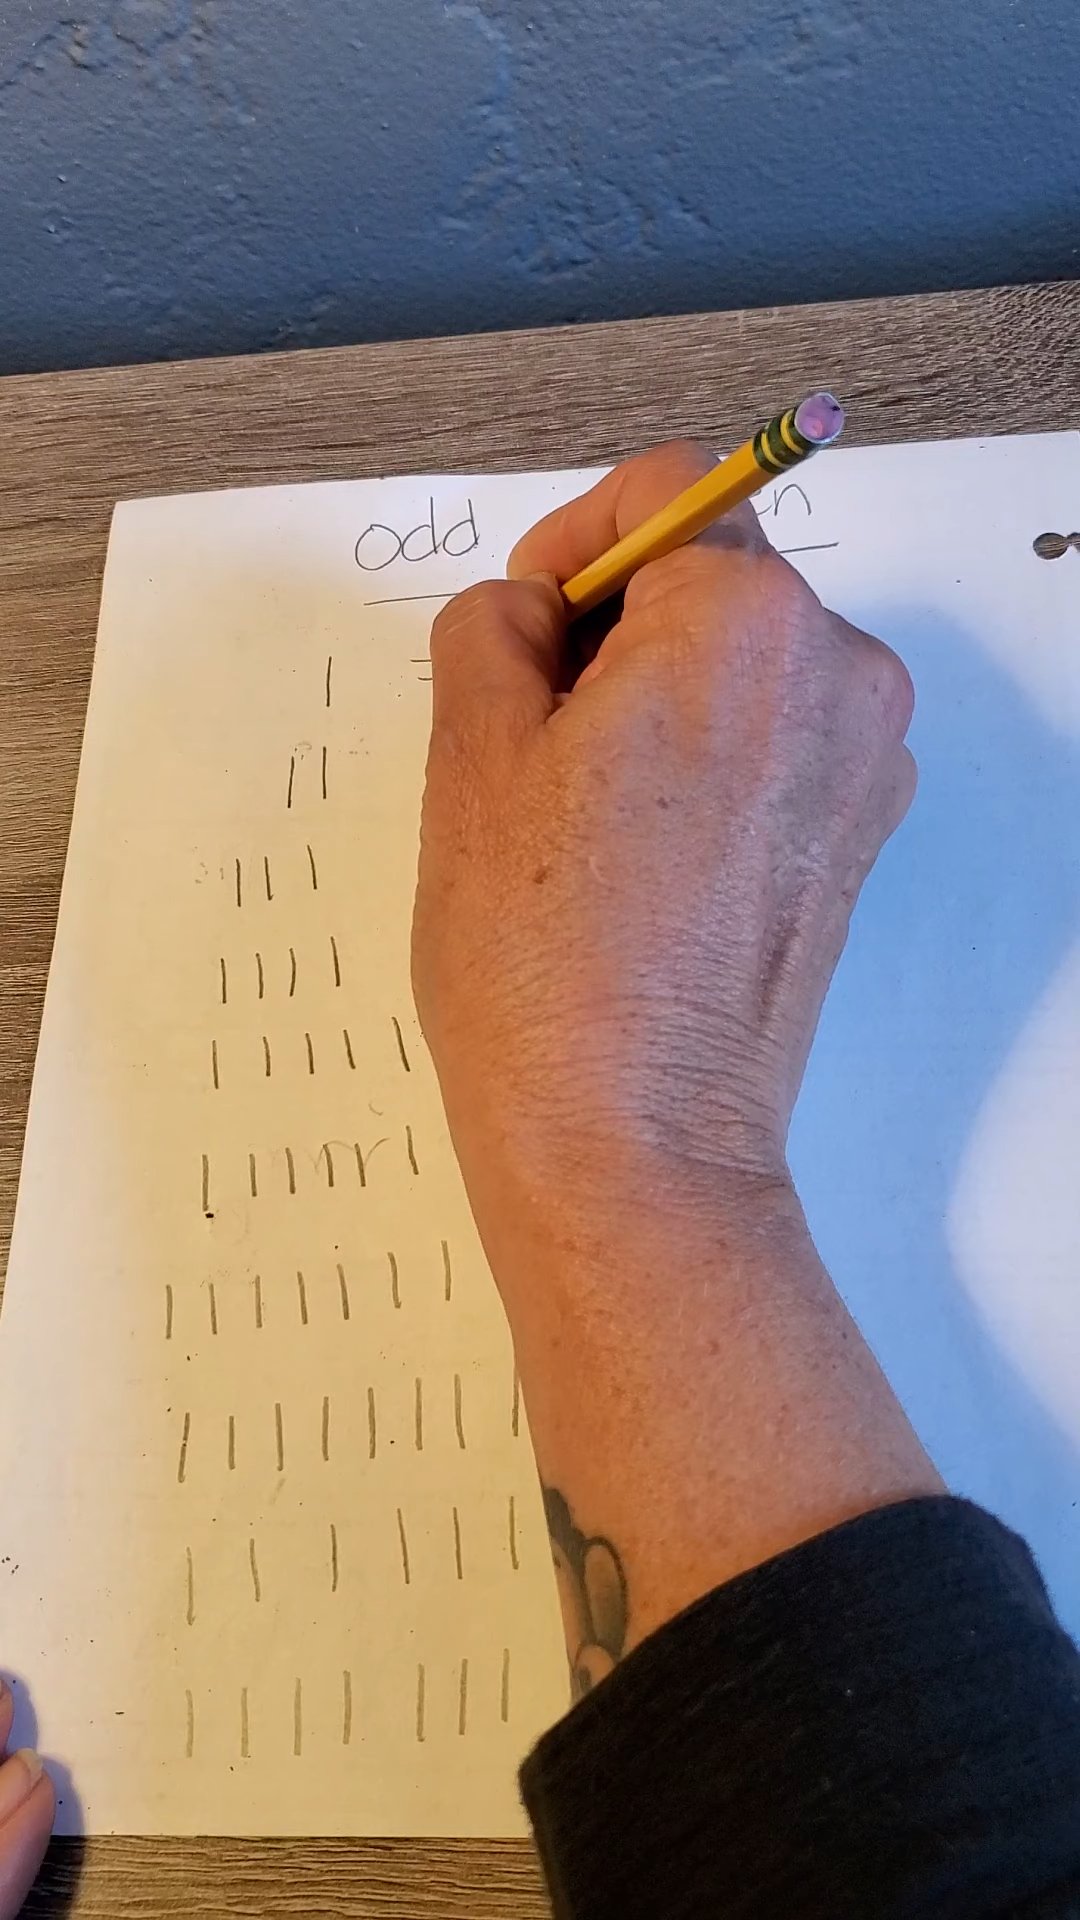 odd
| =
| |
| | |
| | | |
| | | | |
| | | | | |
| | | | | | |
| | | | | | | |
| | | | | |
| | | | | | |